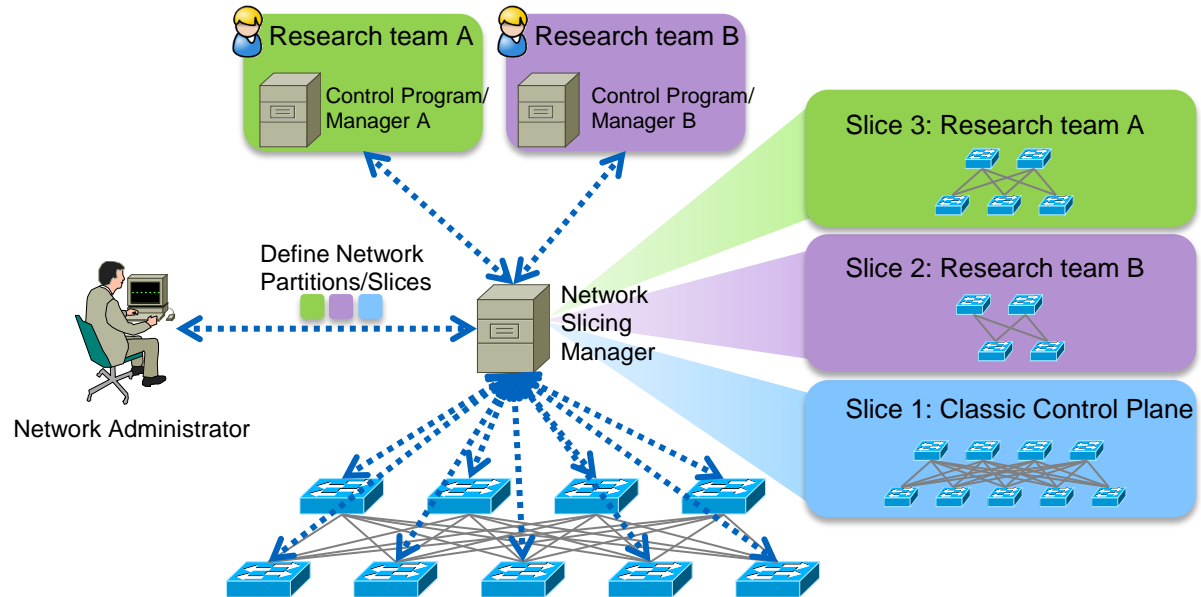 Research team A
Control Program/
Manager A
Research team B
Control Program/
Manager B
Slice 3: Research team A
Define Network
Partitions/Slices
Slice 2: Research team B
Network
Slicing
Manager
Slice 1: Classic Control Plane
Network Administrator